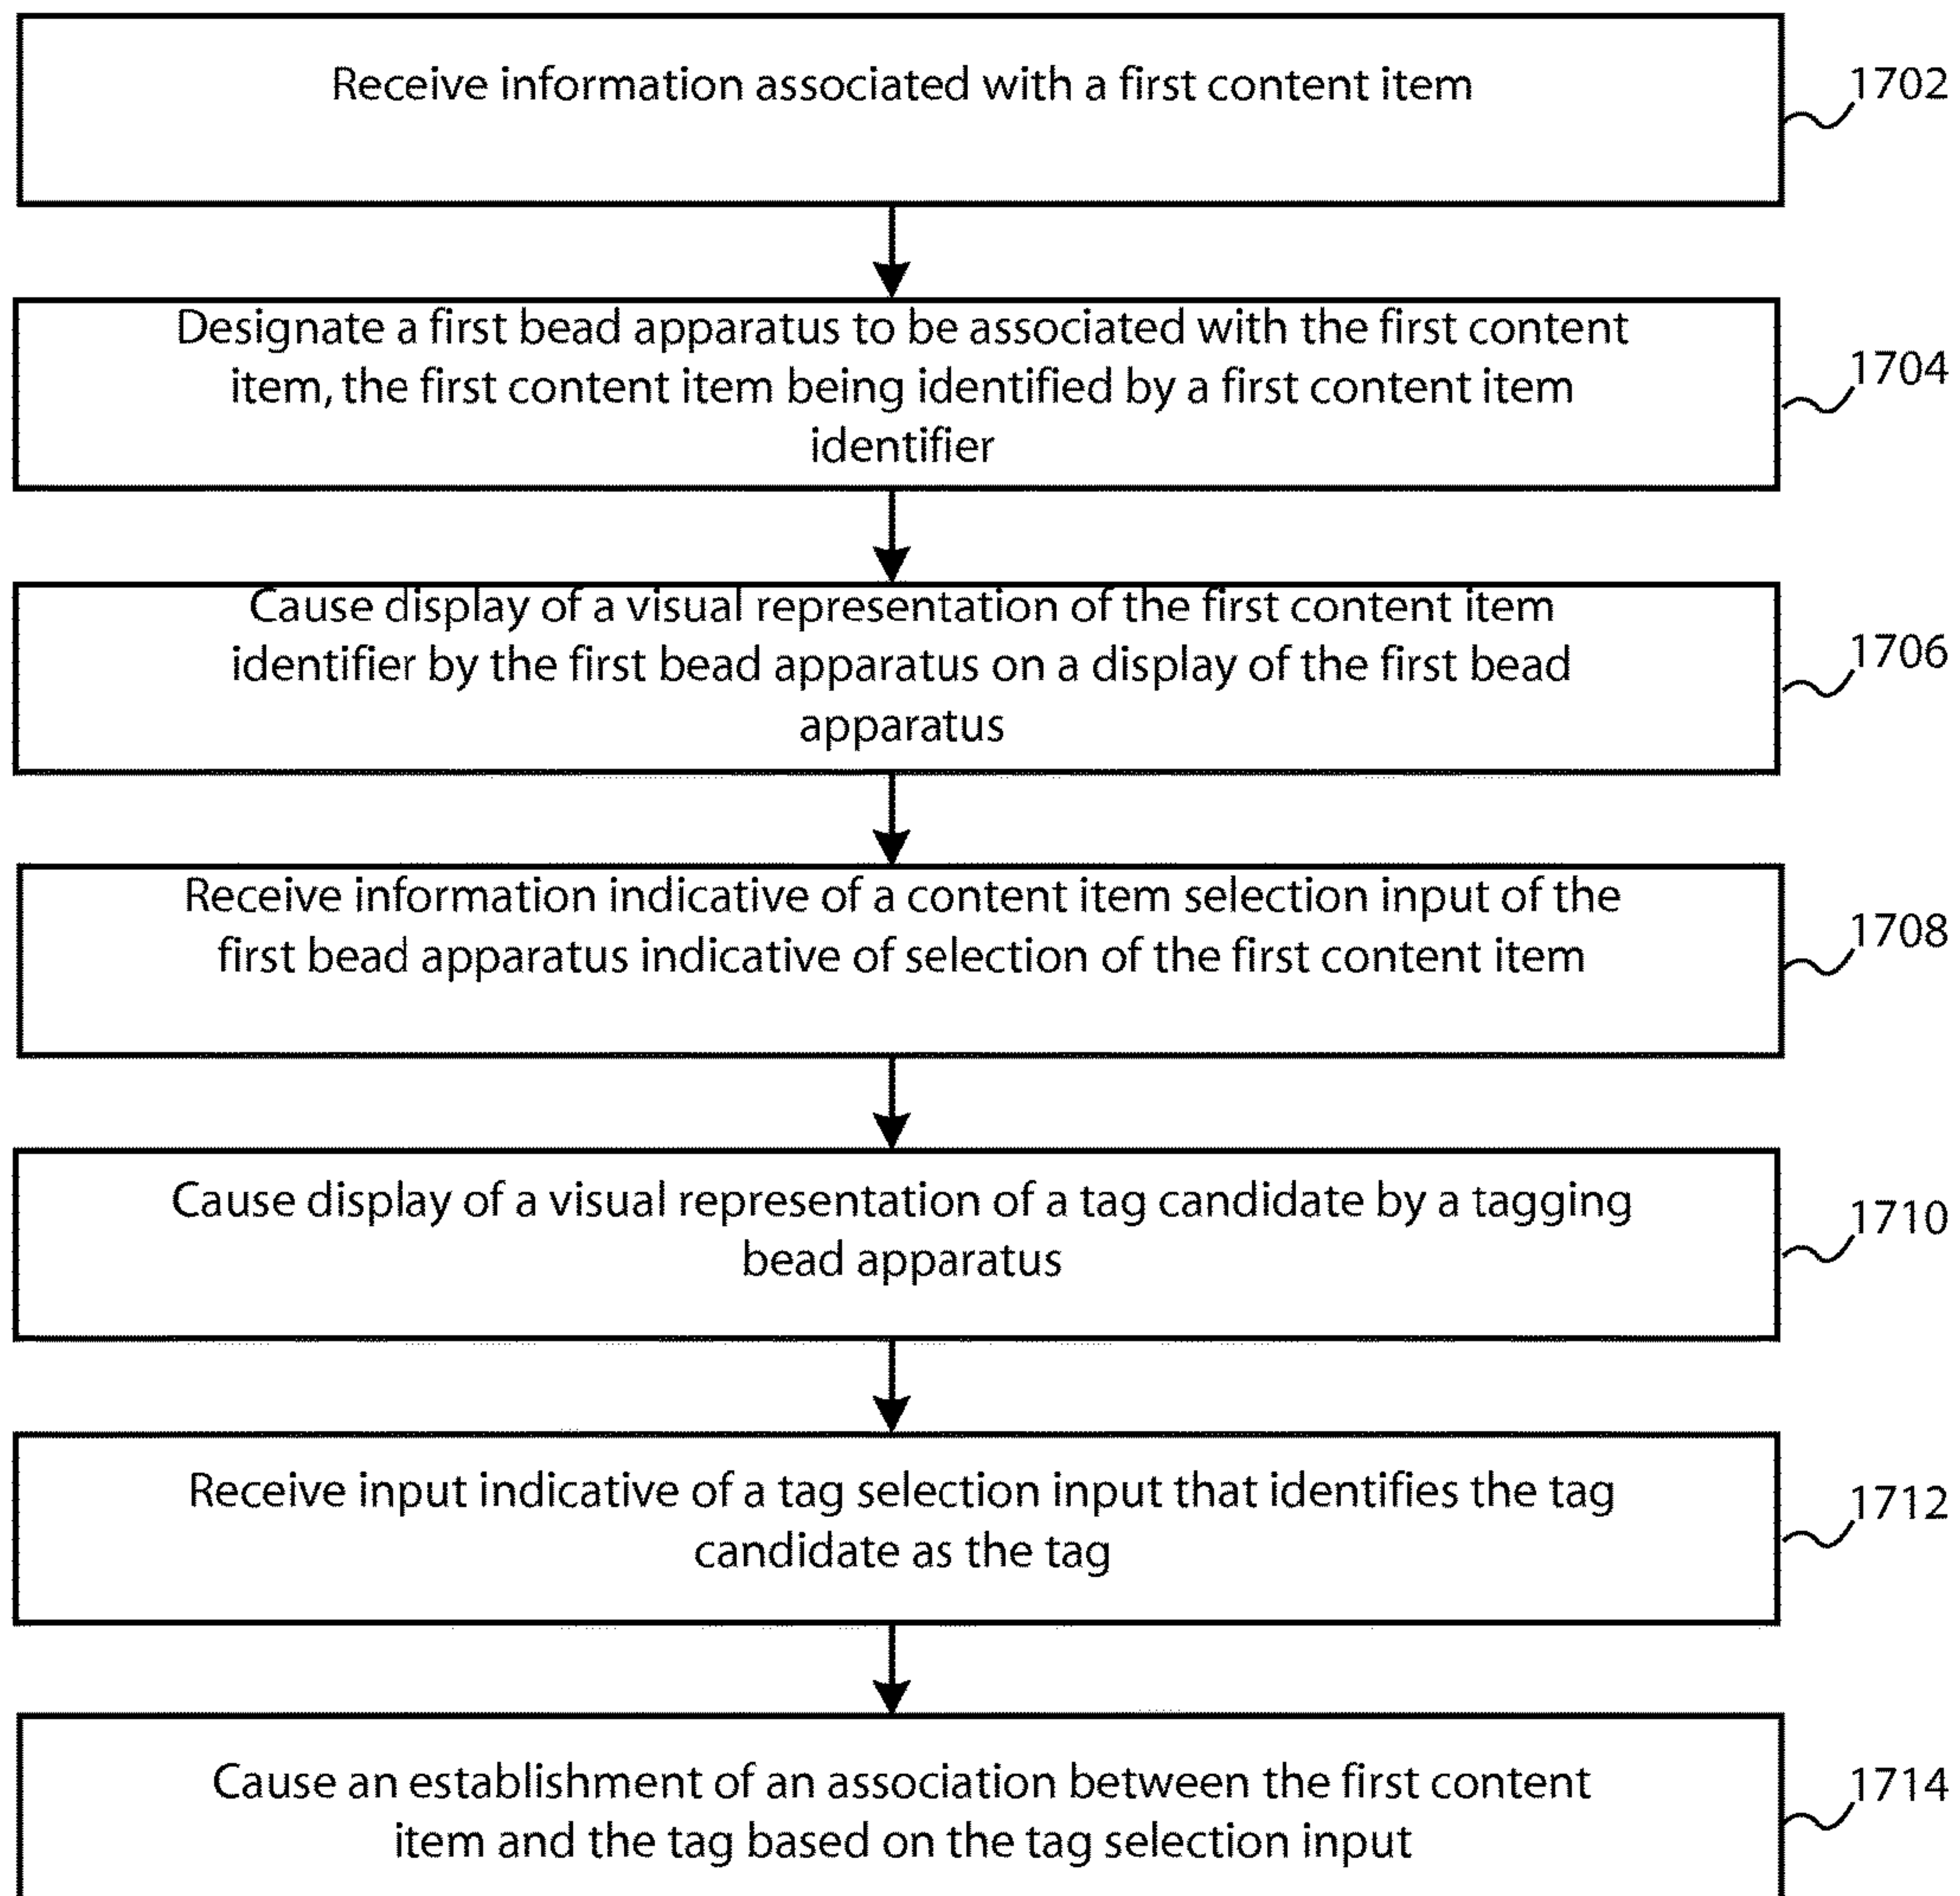 Receive information associated with a first content item
1702
Designate a first bead apparatus to be associated with the first content
item, the first content item being identified by a first content item
identifier
1704
Cause display of a visual representation of the first content item
identifier by the first bead apparatus on a display of the first bead
apparatus
1706
Receive information indicative of a content item selection input of the
first bead apparatus indicative of selection of the first content item
1708
Cause display of a visual representation of a tag candidate by a tagging
bead apparatus
1710
Receive input indicative of a tag selection input that identifies the tag
candidate as the tag
1712
Cause an establishment of an association between the first content
item and the tag based on the tag selection input
1714